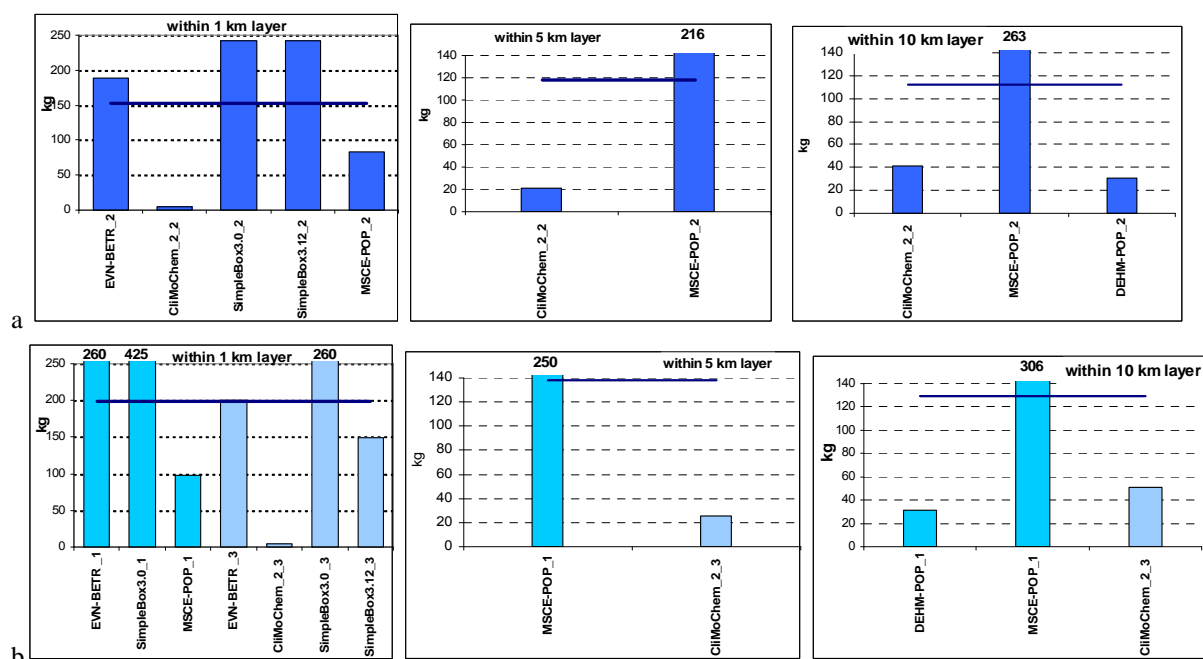 within 1 km layer
250
200
150
100
50
0
kg
EVN-BETR_2
CliMoChem_2_2
SimpleBox3.0_2
SimpleBox3.12_2
MSCE-POP_2
within 5 km layer
216
140
120
100
80
60
40
20
0
kg
CliMoChem_2_2
MSCE-POP_2
within 10 km layer
263
140
120
100
80
60
40
20
0
kg
CliMoChem_2_2
MSCE-POP_2
DEHM-POP_2
a
260 425 within 1 km layer 260
250
200
150
100
50
0
kg
EVN-BETR _1
SimpleBox3.0_1
MSCE-POP_1
EVN-BETR _3
CliMoChem_2_3
SimpleBox3.0_3
SimpleBox3.12_3
250 within 5 km layer
140
120
100
80
60
40
20
0
kg
MSCE-POP_1
CliMoChem_2_3
306 within 10 km layer
140
120
100
80
60
40
20
0
kg
DEHM-POP_1
MSCE-POP_1
CliMoChem_2_3
b